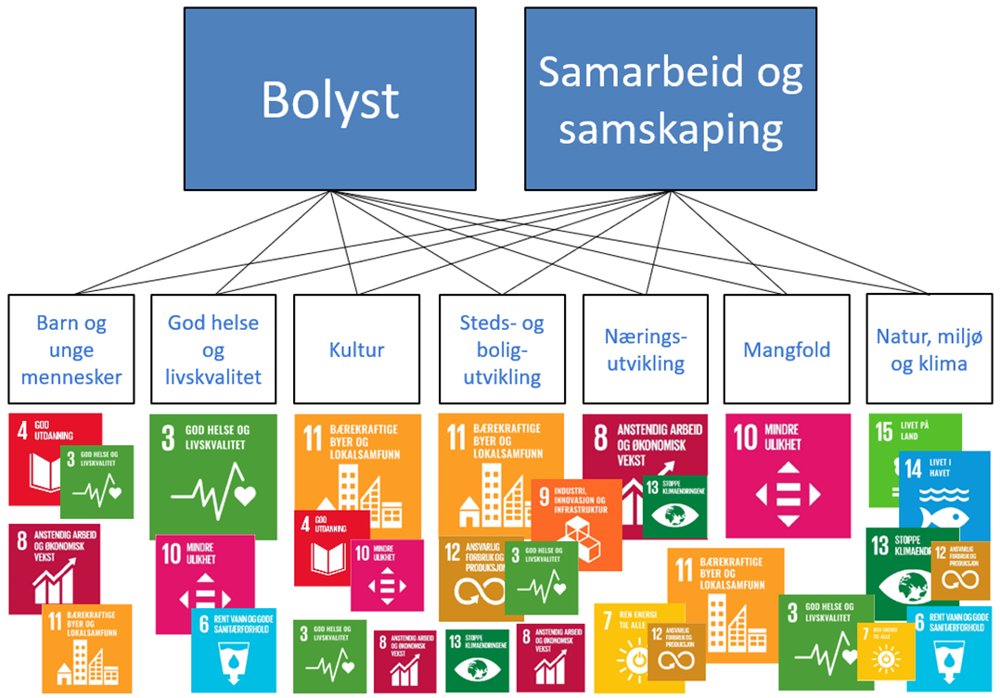 Bolyst
Samarbeid og
samskaping
Barn og
unge
mennesker
God helse
og
livskvalitet
Kultur
Steds- og
bolig-
utvikling
Nærings-
utvikling
Mangfold
Natur, miljø
og klima
4 GOD
UTDANNING
3 GOD HELSE OG
LIVSKVALITET
8 ANSTENDIG ARBEID
OG ØKONOMISK
VEKST
11 BÆREKRAFTIGE
BYER OG
LOKALSAMFUNN
3 GOD HELSE OG
LIVSKVALITET
10 MINDRE
ULIKHET
6 RENT VANN OG GODE
SANITÆRFORHOLD
11 BÆREKRAFTIGE
BYER OG
LOKALSAMFUNN
4 GOD
UTDANNING
10 MINDRE
ULIKHET
3 GOD HELSE OG
LIVSKVALITET
8 ANSTENDIG ARBEID
OG ØKONOMISK
VEKST
11 BÆREKRAFTIGE
BYER OG
LOKALSAMFUNN
9 INDUSTRI,
INNOVASJON OG
INFRASTRUKTUR
12 ANSVARLIG
FORBRUK OG
PRODUKSJON
3 GOD HELSE OG
LIVSKVALITET
13 STOPPE
KLIMAENDRINGENE
8 ANSTENDIG ARBEID
OG ØKONOMISK
VEKST
8 ANSTENDIG ARBEID
OG ØKONOMISK
VEKST
13 STOPPE
KLIMAENDRINGENE
7 REN ENERGI
TIL ALLE
12 ANSVARLIG
FORBRUK OG
PRODUKSJON
10 MINDRE
ULIKHET
11 BÆREKRAFTIGE
BYER OG
LOKALSAMFUNN
15 LIVET PÅ
LAND
14 LIVET I
HAVET
13 STOPPE
12 ANSVARLIG
FORBRUK OG
PRODUKSJON
3 GOD HELSE OG
LIVSKVALITET
7 REN ENERGI
TIL ALLE
6 RENT VANN OG GODE
SANITÆRFORHOLD